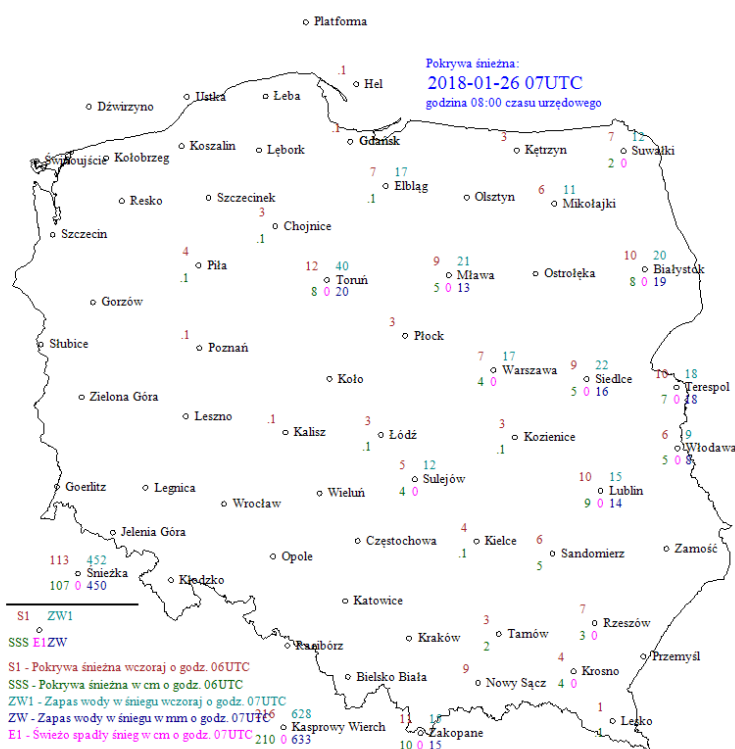 Platforma
.1
Hel
Pokrywa śnieżna:
2018-01-26 07UTC
godzina 08:00 czasu urzędowego
Ustka
Łeba
Dźwirzyno
.1
Gdańsk
Koszalin
Lębork
3
Kętrzyn
7 12
Suwałki
2 0
Świnoujście
Kołobrzeg
7 17
Elbląg
.1
Olsztyn
6 11
Mikołajki
Resko
Szczecinek
3
Chojnice
.1
Szczecin
4
Piła
.1
12 40
Toruń
8 0 20
9 21
Mława
5 0 13
Ostrołęka
10 20
Białystok
8 0 19
Gorzów
3
Płock
Słubice
.1
Poznań
Koło
7 17
Warszawa
4 0
9 22
Siedlce
5 0 16
10 18
Terespol
7 0 18
Zielona Góra
Leszno
.1
Kalisz
3
Łódź
.1
3
Kozienice
.1
6 9
Włodawa
5 0 8
Goerlitz
Legnica
Wrocław
Wieluń
5 12
Sulejów
4 0
10 15
Lublin
9 0 14
Jelenia Góra
Opole
Częstochowa
4
Kielce
.1
6
Sandomierz
5
Zamość
113 452
Śnieżka
107 0 450
Kłodzko
Katowice
7
Rzeszów
3 0
S1 ZW1
SSS E1ZW
Racibórz
Kraków
3
Tarnów
2
Przemyśl
S1 - Pokrywa śnieżna wczoraj o godz. 06UTC
SSS - Pokrywa śnieżna w cm o godz. 06UTC
ZW1 - Zapas wody w śniegu wczoraj o godz. 07UTC
ZW - Zapas wody w śniegu w mm o godz. 07UTC
E1 - Świeżo spadły śnieg w cm o godz. 07UTC
Bielsko Biała
9
Nowy Sącz
4
Krosno
4 0
216 628
Kasprowy Wierch
210 0 633
11
Zakopane
10 0 15
1
Lesko
.1